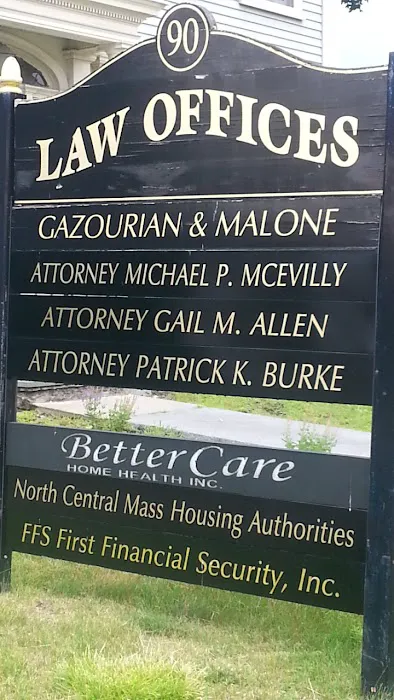 90
LAW OFFICES
GAZOURIAN & MALONE
ATTORNEY MICHAEL P. MCEVILLY
ATTORNEY GAIL M. ALLEN
ATTORNEY PATRICK K. BURKE
BetterCare
HOME HEALTH INC.
North Central Mass Housing Authorities
FFS First Financial Security, Inc.